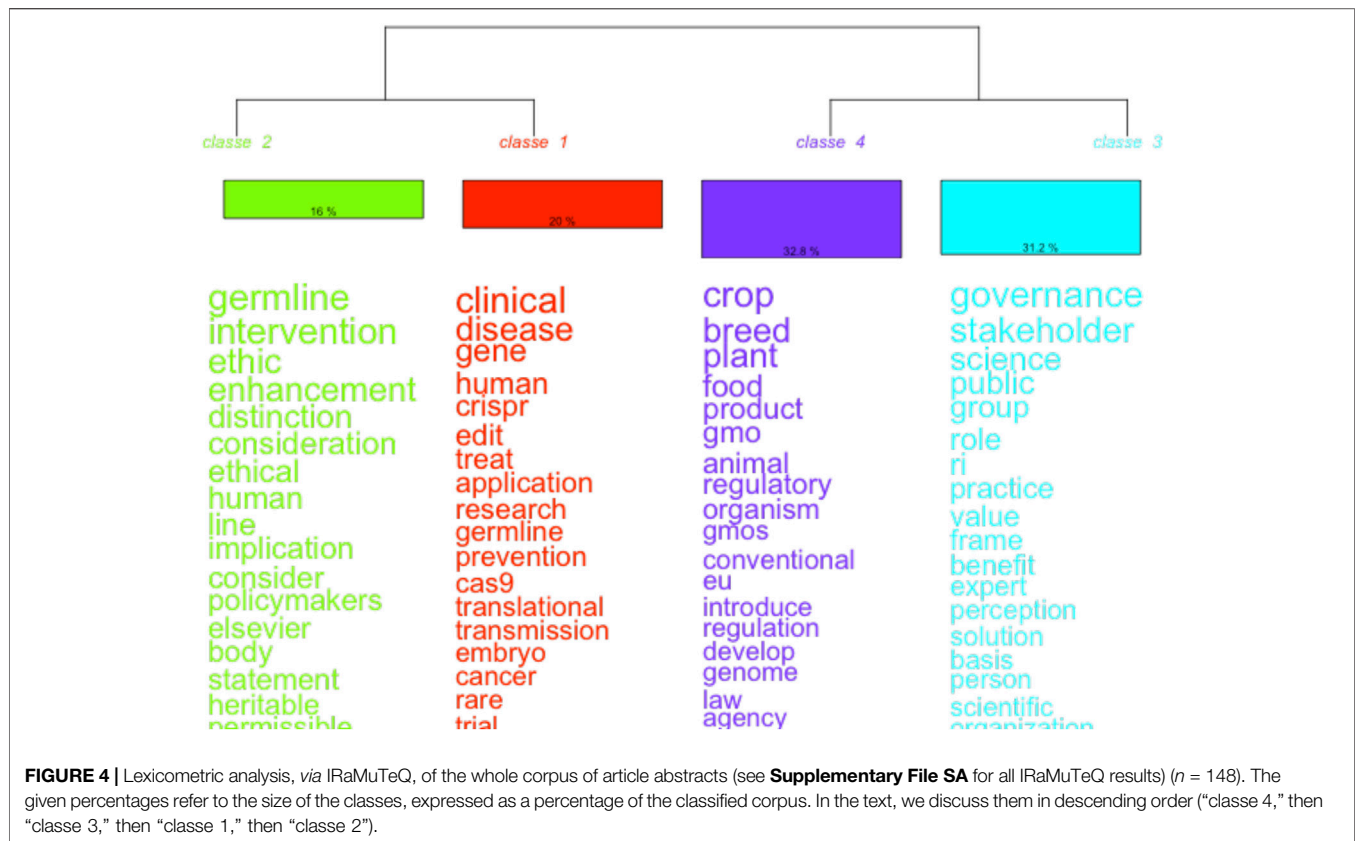 classe 2
classe 1
classe 4
classe 3
16 %
20 %
32.8 %
31.2 %
germline
intervention
ethic
enhancement
distinction
consideration
ethical
human
line
implication
consider
policymakers
elsevier
body
statement
heritable
permissible
clinical
disease
gene
human
crispr
edit
treat
application
research
germline
prevention
cas9
translational
transmission
embryo
cancer
rare
trial
crop
breed
plant
food
product
gmo
animal
regulatory
organism
gmos
conventional
eu
introduce
regulation
develop
genome
law
agency
governance
stakeholder
science
public
group
role
ri
practice
value
frame
benefit
expert
perception
solution
basis
person
scientific
organization
FIGURE 4 | Lexicometric analysis, via IRaMuTeQ, of the whole corpus of article abstracts (see Supplementary File SA for all IRaMuTeQ results) (n = 148). The
given percentages refer to the size of the classes, expressed as a percentage of the classified corpus. In the text, we discuss them in descending order (“classe 4,” then
“classe 3,” then “classe 1,” then “classe 2”).